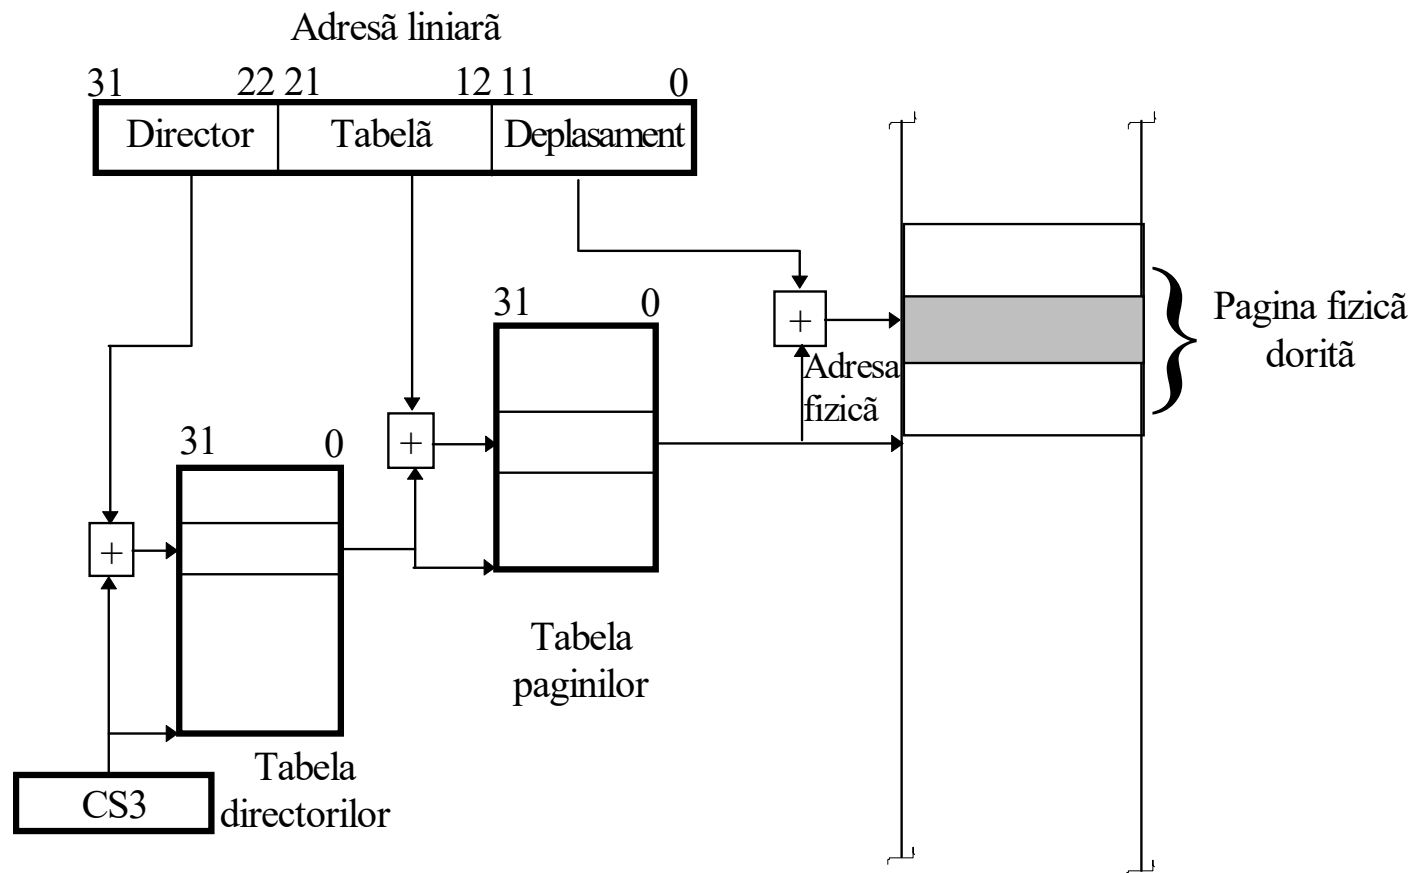 Adresã liniarã
31 22 21 12 11 0
Director Tabelã Deplasament
31 0
+
Pagina fizicã
doritã
Adresa
fizicã
31 0
+
+
Tabela
paginilor
Tabela
directorilor
CS3